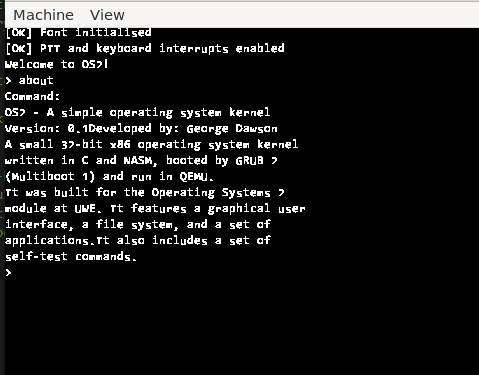 Machine View
[OK] Font initialised
[OK] PIT and keyboard interrupts enabled
Welcome to OS2!
> about
Command:
OS2 - A simple operating system kernel
Version: 0.1Developed by: George Dawson
A small 32-bit x86 operating system kernel
written in C and NASM, booted by GRUB 2
(Multiboot 1) and run in QEMU.
It was built for the Operating Systems 2
module at UWE. It features a graphical user
interface, a file system, and a set of
applications.It also includes a set of
self-test commands.
>